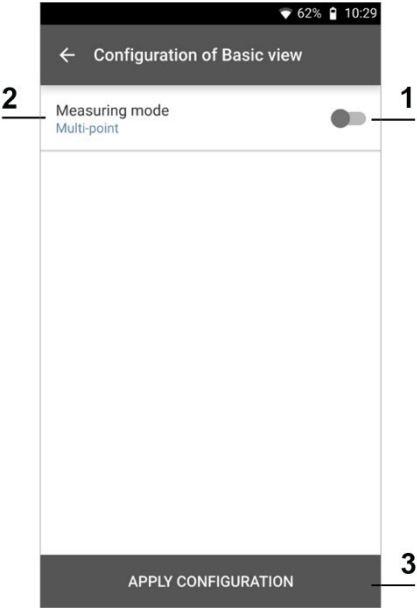 62% 10:29
Configuration of Basic view
2
Measuring mode
1
Multi-point
APPLY CONFIGURATION
3